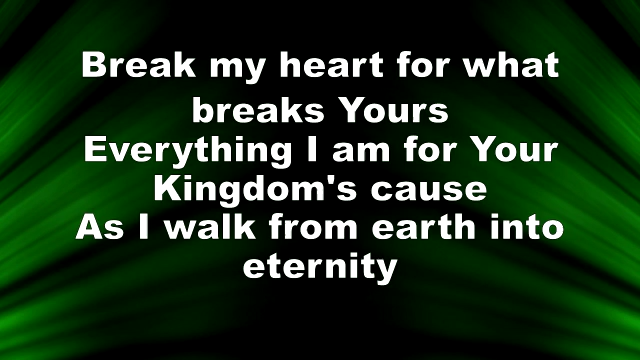 Break my heart for what
breaks Yours
Everything I am for Your
Kingdom's cause
As I walk from earth into
eternity